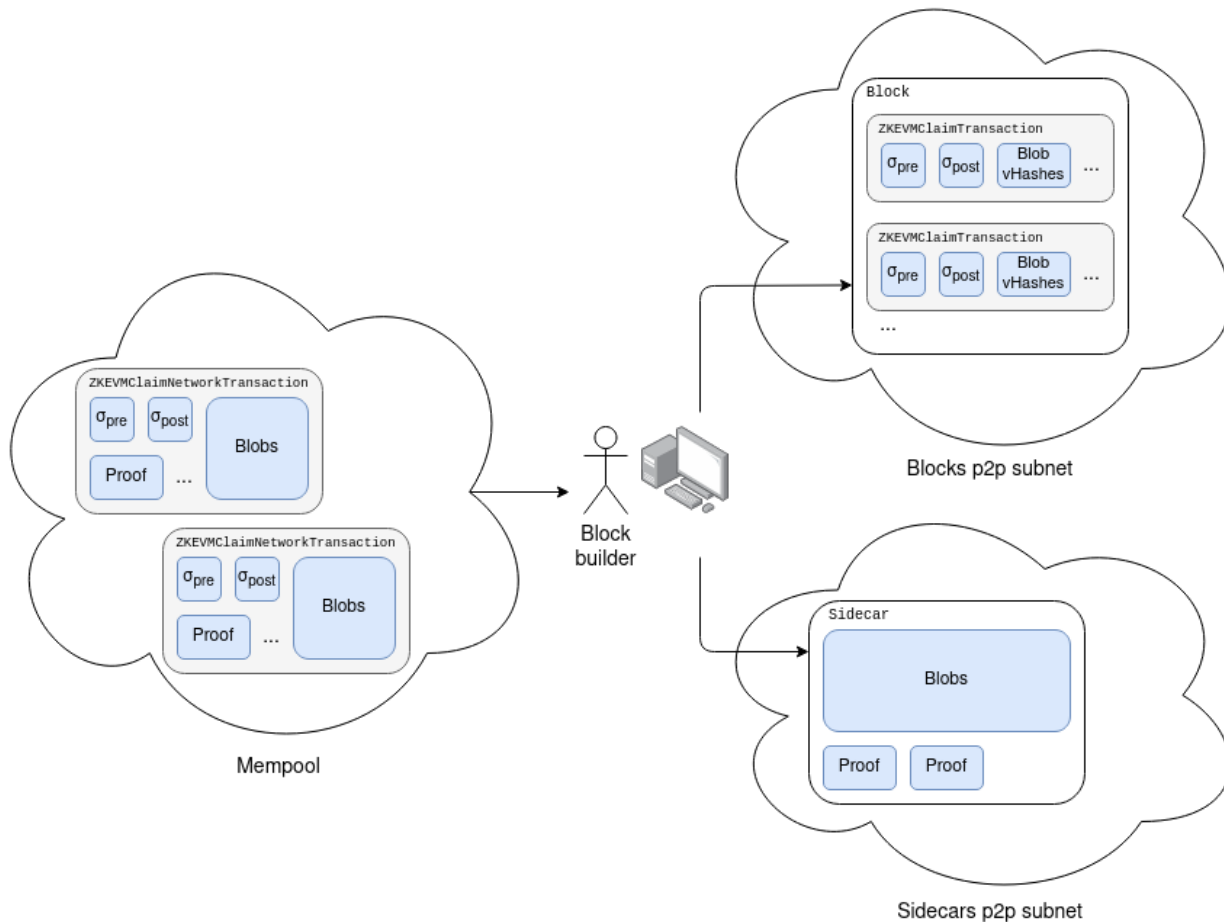 ZKEVMClaimNetworkTransaction
σpre
σpost
Blobs
Proof
...
ZKEVMClaimNetworkTransaction
σpre
σpost
Blobs
Proof
...
Mempool
Block
builder
Block
ZKEVMClaimTransaction
σpre
σpost
Blob
vHashes
...
ZKEVMClaimTransaction
σpre
σpost
Blob
vHashes
...
...
Blocks p2p subnet
Sidecar
Blobs
Proof
Proof
Sidecars p2p subnet